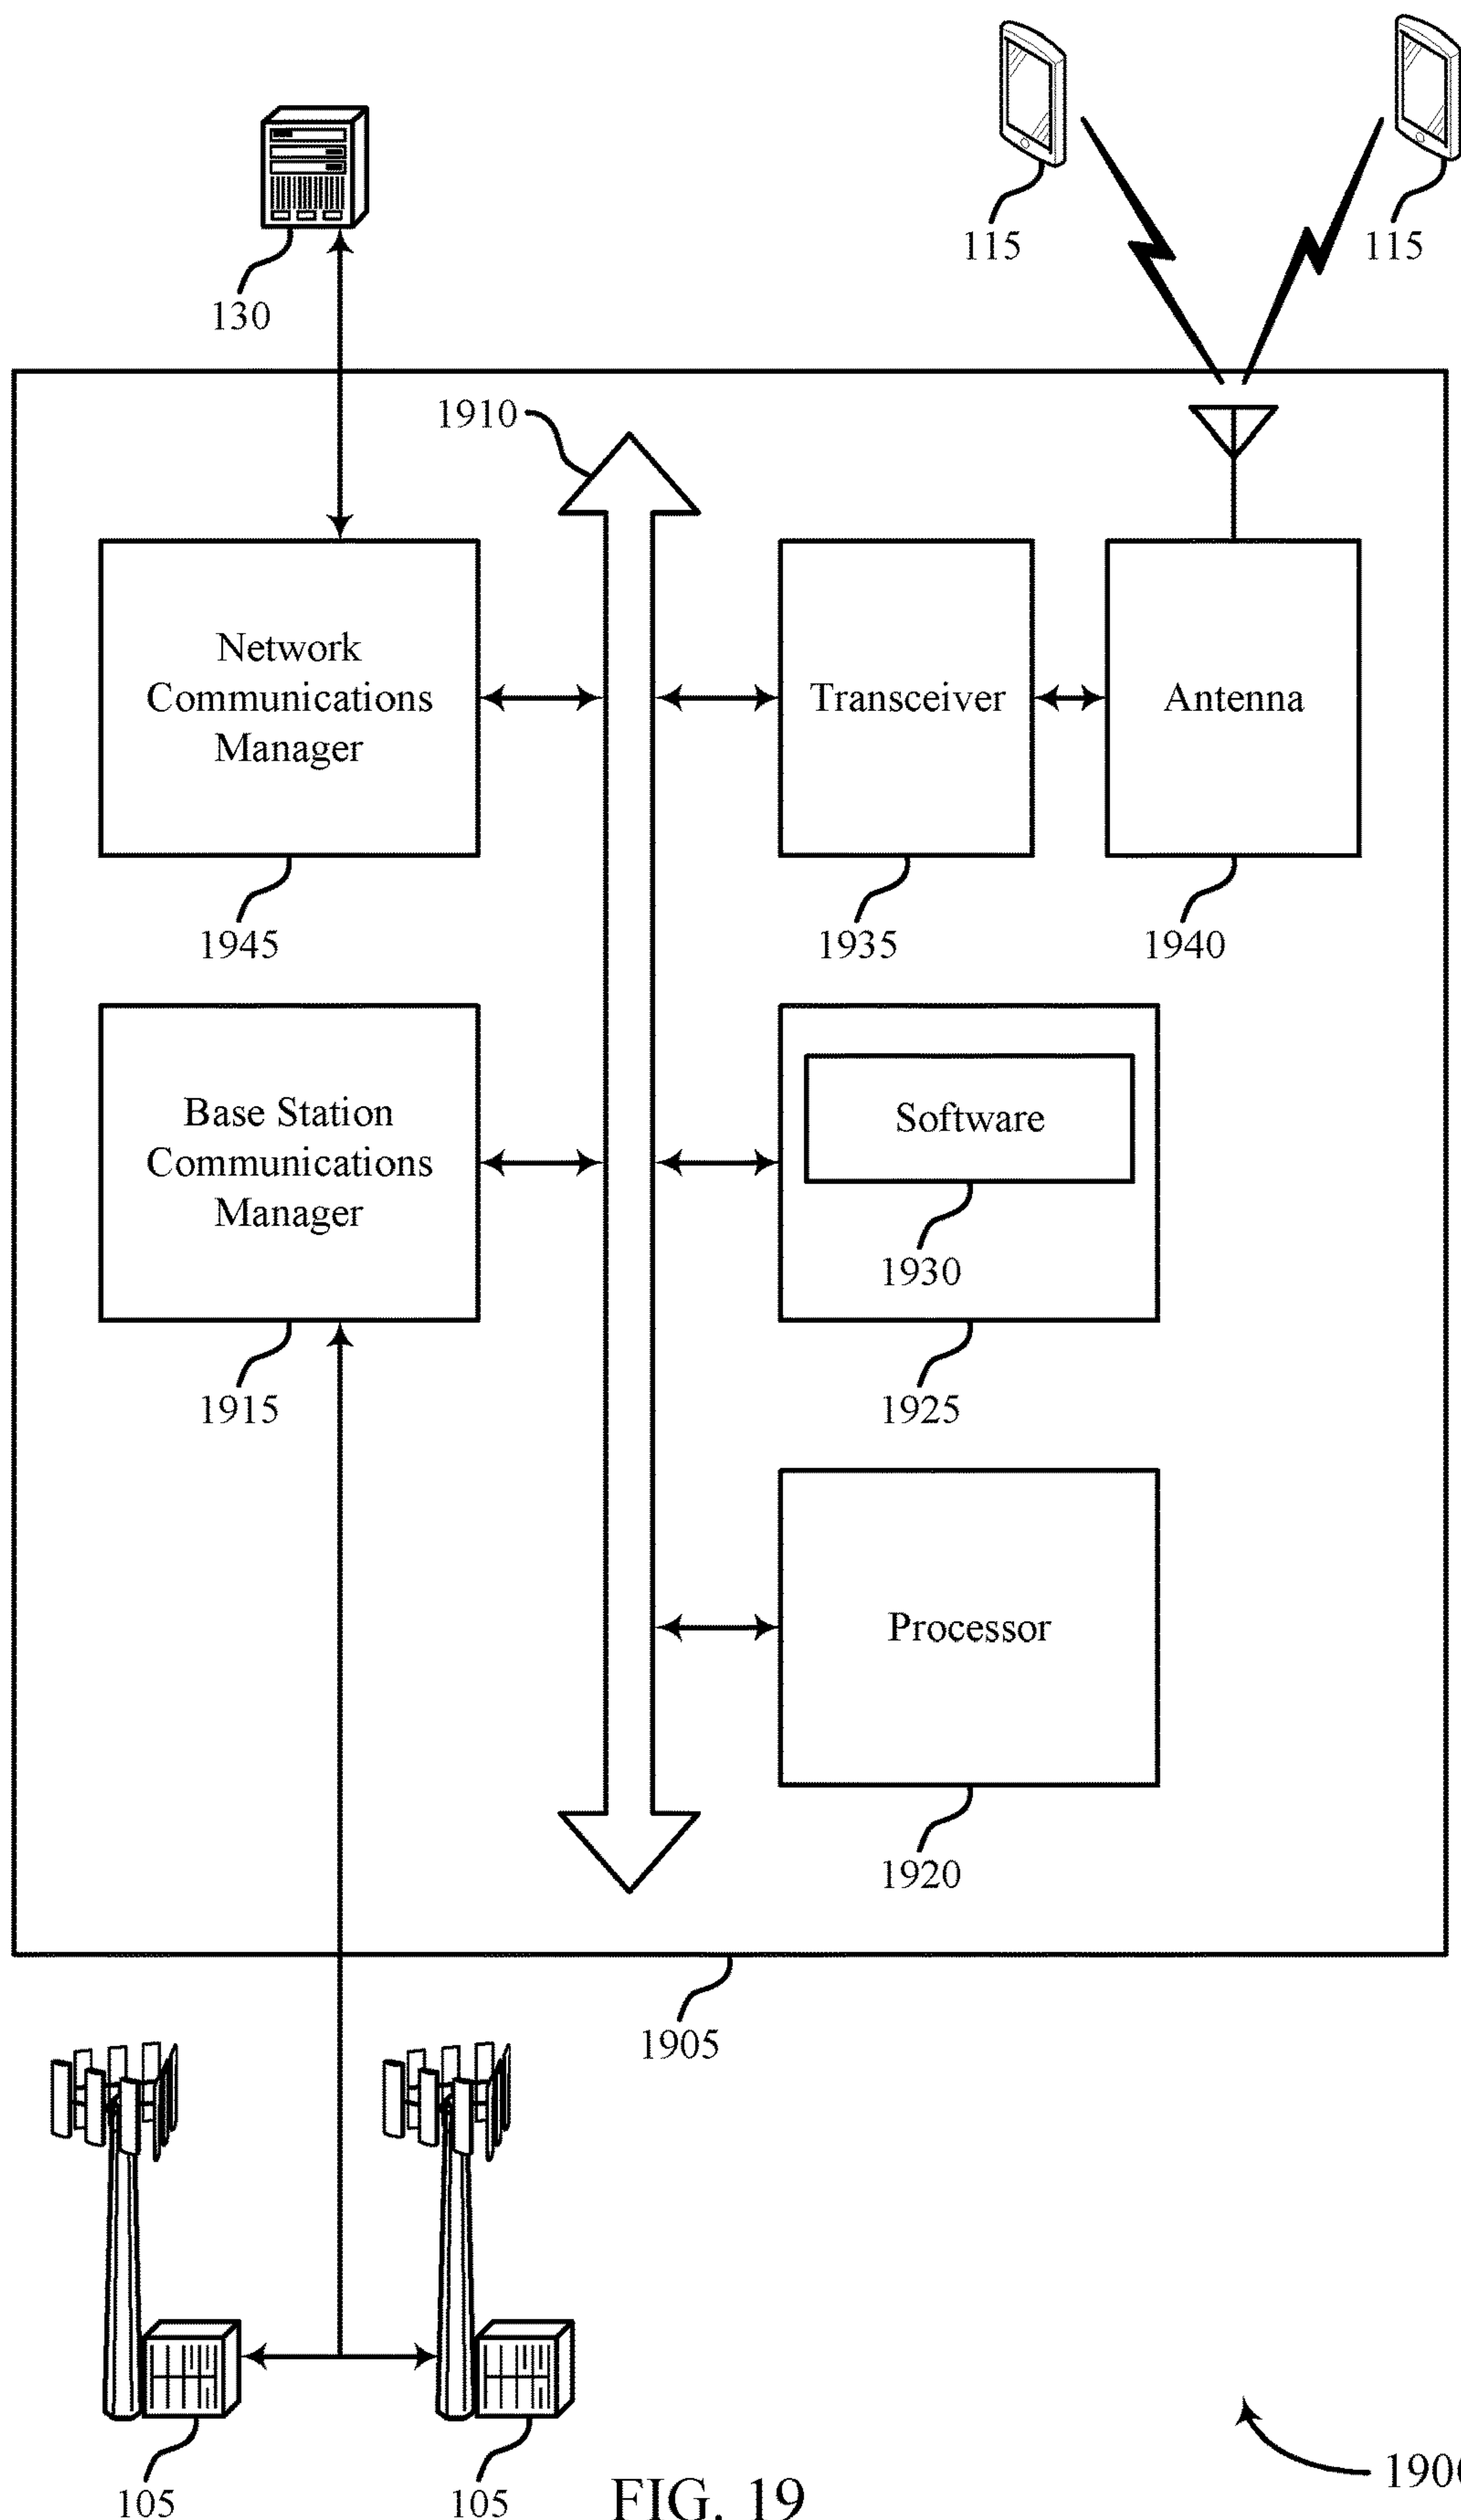 115
115
130
1910
Network
Communications
Manager
Transceiver
Antenna
1945
1935
1940
Base Station
Communications
Manager
Software
1930
1915
1925
Processor
1920
1905
105
105
FIG. 19